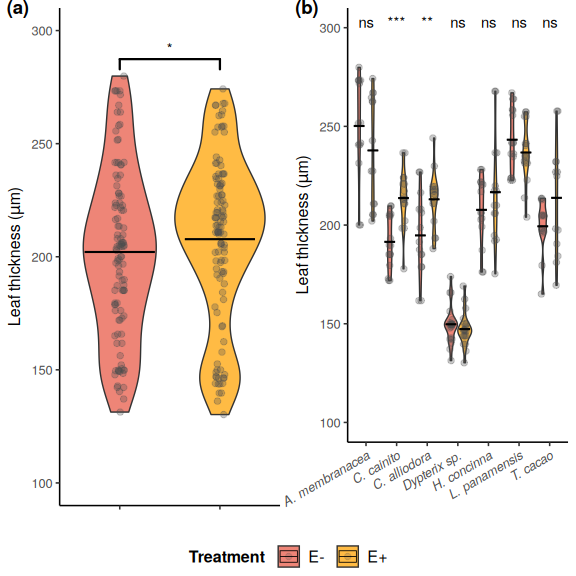 (a)
Leaf thickness (µm)
300
250
200
150
100
*
(b)
Leaf thickness (µm)
300
250
200
150
100
ns *** ** ns ns ns ns
A. membranacea
C. cainito
C. alliodora
Dypterix sp.
H. concinna
L. panamensis
T. cacao
Treatment E- E+